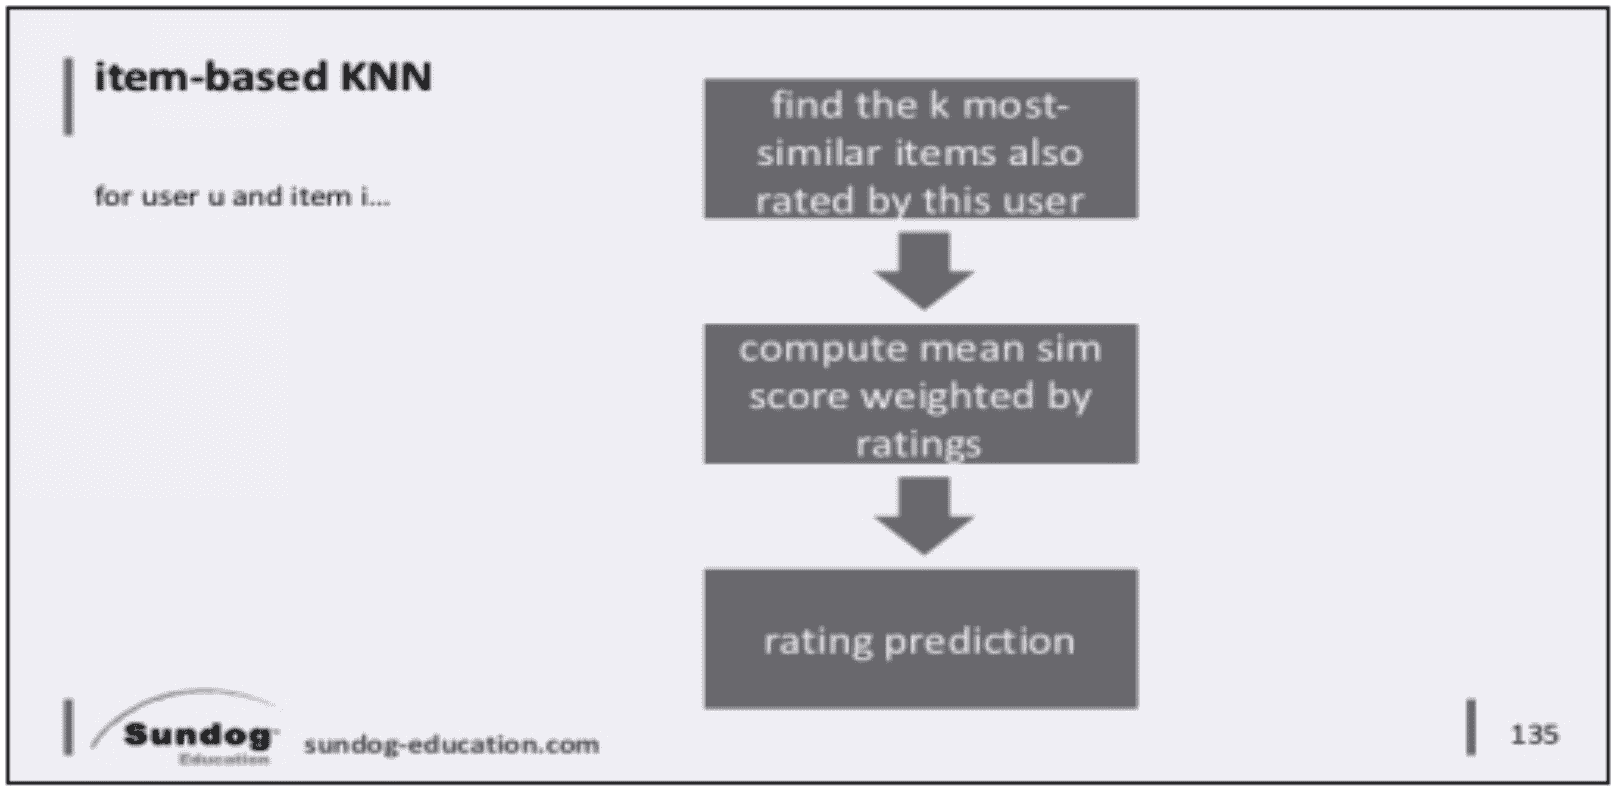 item-based KNN
for user u and item i...
find the k most-
similar items also
rated by this user
compute mean sim
score weighted by
ratings
rating prediction
Sundog
Education
sundog-education.com
135